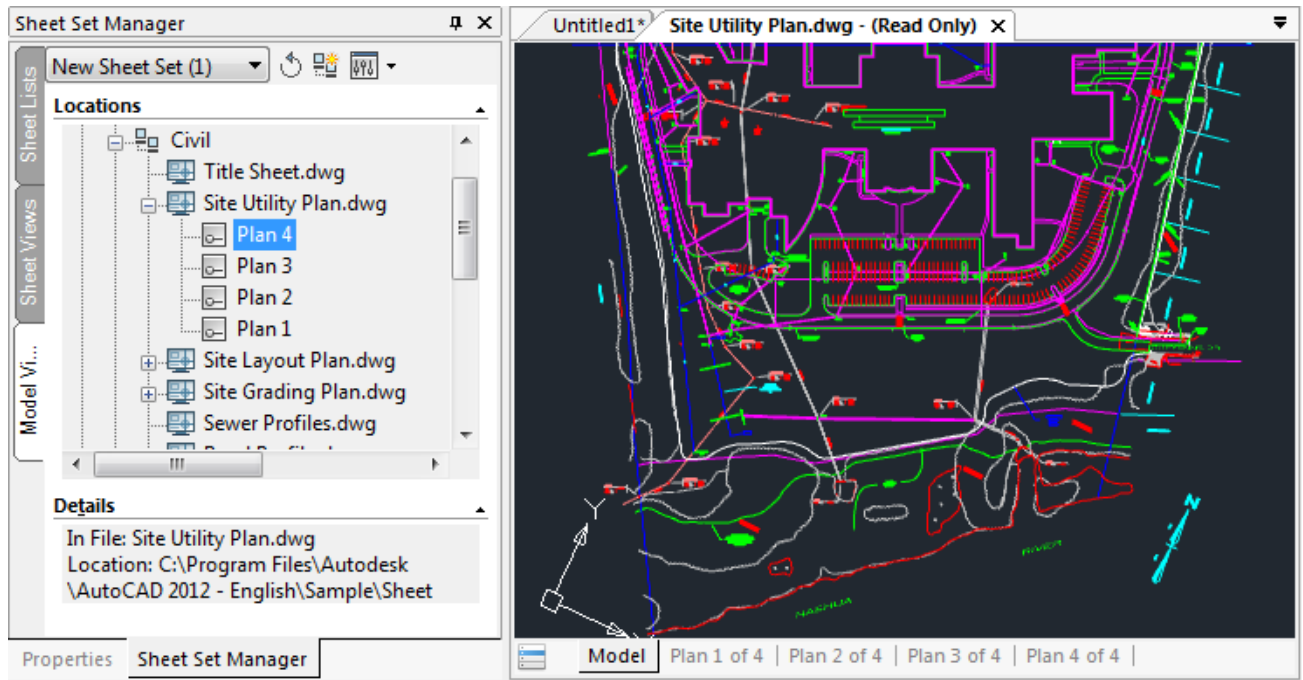 Sheet Set Manager
Sheet Lists
Sheet Views
Model Vi...
New Sheet Set (1)
Locations
Civil
Title Sheet.dwg
Site Utility Plan.dwg
Plan 4
Plan 3
Plan 2
Plan 1
Site Layout Plan.dwg
Site Grading Plan.dwg
Sewer Profiles.dwg
Details
In File: Site Utility Plan.dwg
Location: C:\Program Files\Autodesk
\AutoCAD 2012 - English\Sample\Sheet
Properties
Sheet Set Manager
Untitled1*
Site Utility Plan.dwg - (Read Only)
N
Y
RIVER
NASHUA
Model
Plan 1 of 4
Plan 2 of 4
Plan 3 of 4
Plan 4 of 4